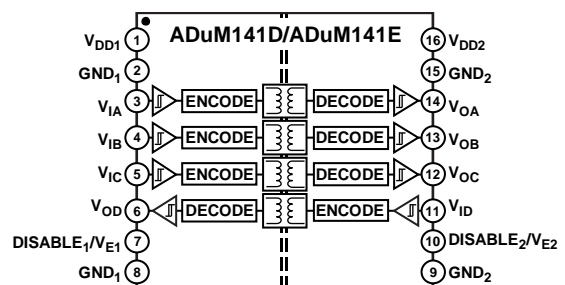 ADuM141D/ADuM141E
VDD1 1
16 VDD2
GND1 2
15 GND2
VIA 3 ENCODE DECODE 14 VOA
VIB 4 ENCODE DECODE 13 VOB
VIC 5 ENCODE DECODE 12 VOC
VOD 6 DECODE ENCODE 11 VID
DISABLE1/VE1 7
10 DISABLE2/VE2
GND1 8
9 GND2